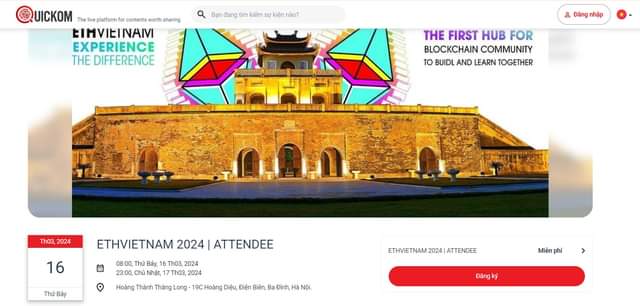 QUICKOM
The live platform for contents worth sharing
Bạn đang tìm kiếm sự kiện nào?
Đăng nhập
ETHVIETNAM
EXPERIENCE
THE DIFFERENCE
THE FIRST HUB FOR
BLOCKCHAIN COMMUNITY
TO BUIDL AND LEARN TOGETHER
Th03, 2024
16
Thứ Bảy
ETHVIETNAM 2024 | ATTENDEE
08:00, Thứ Bảy, 16 Th03, 2024
23:00, Chủ Nhật, 17 Th03, 2024
Hoàng Thành Thăng Long - 19C Hoàng Diệu, Điện Biên, Ba Đình, Hà Nội.
ETHVIETNAM 2024 | ATTENDEE
Miễn phí
Đăng ký